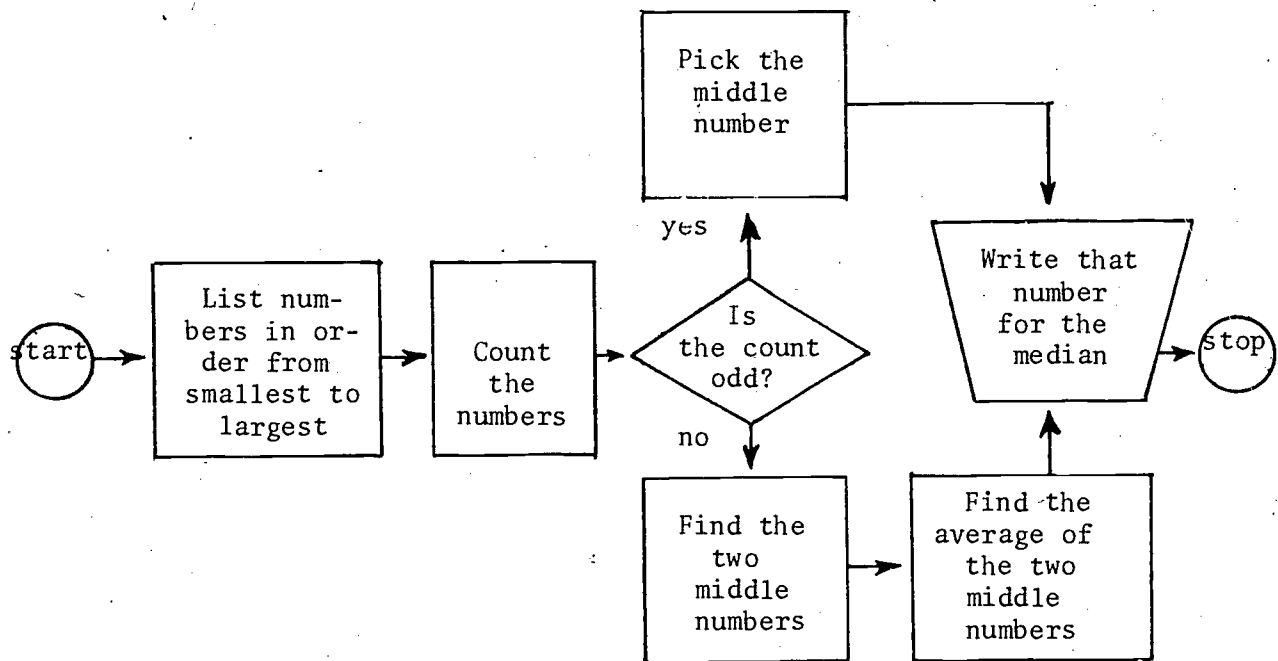 start
List num-
bers in or-
der from
smallest to
largest
Count
the
numbers
Is
the count
odd?
yes
Pick the
middle
number
no
Find the
two
middle
numbers
Find the
average of
the two
middle
numbers
Write that
number
for the
median
stop